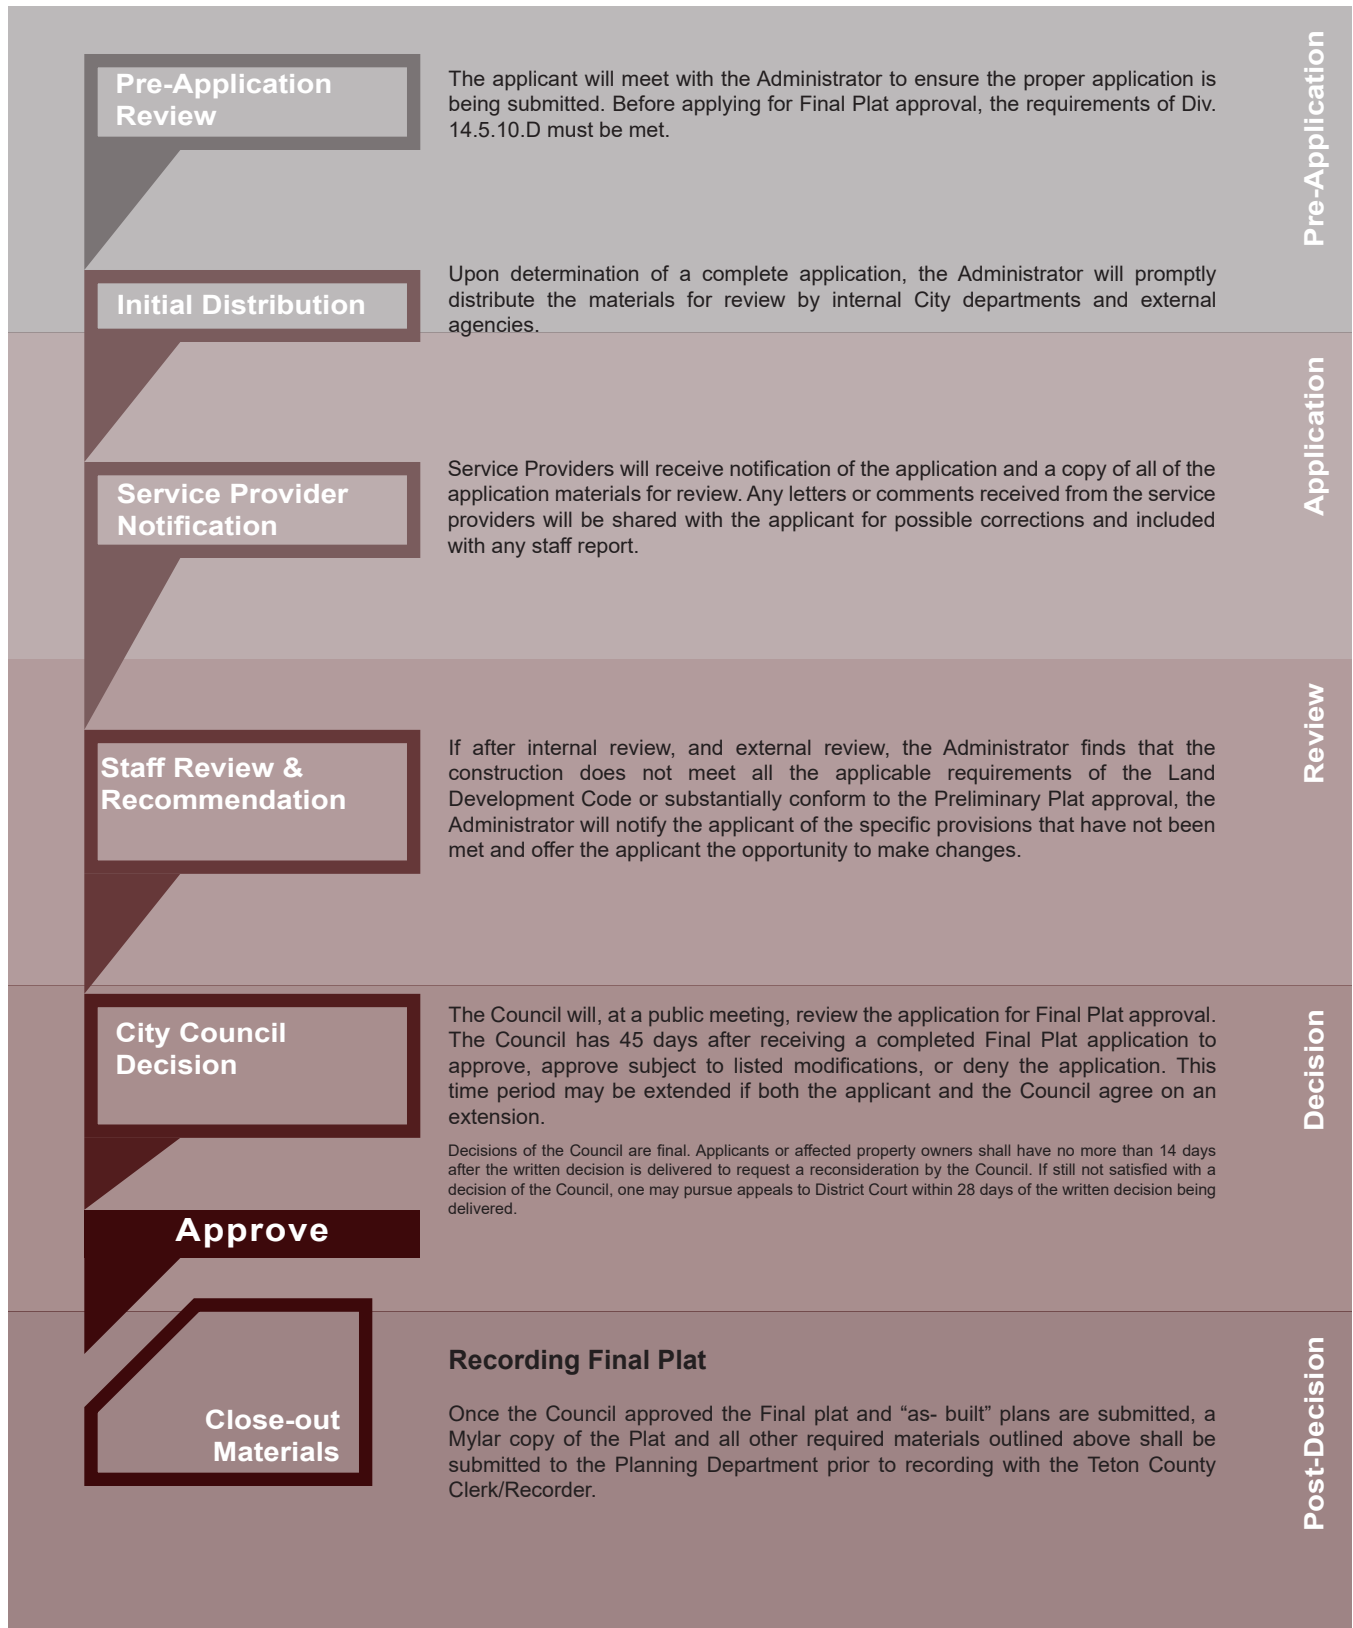 Pre-Application
Review
The applicant will meet with the Administrator to ensure the proper application is
being submitted. Before applying for Final Plat approval, the requirements of Div.
14.5.10.D must be met.
Pre-Application
Initial Distribution
Upon determination of a complete application, the Administrator will promptly
distribute the materials for review by internal City departments and external
agencies.
Application
Service Provider
Notification
Service Providers will receive notification of the application and a copy of all of the
application materials for review. Any letters or comments received from the service
providers will be shared with the applicant for possible corrections and included
with any staff report.
Review
Staff Review &
Recommendation
If after internal review, and external review, the Administrator finds that the
construction does not meet all the applicable requirements of the Land
Development Code or substantially conform to the Preliminary Plat approval, the
Administrator will notify the applicant of the specific provisions that have not been
met and offer the applicant the opportunity to make changes.
City Council
Decision
The Council will, at a public meeting, review the application for Final Plat approval.
The Council has 45 days after receiving a completed Final Plat application to
approve, approve subject to listed modifications, or deny the application. This
time period may be extended if both the applicant and the Council agree on an
extension.
Decisions of the Council are final. Applicants or affected property owners shall have no more than 14 days
after the written decision is delivered to request a reconsideration by the Council. If still not satisfied with a
decision of the Council, one may pursue appeals to District Court within 28 days of the written decision being
delivered.
Decision
Approve
Close-out
Materials
Recording Final Plat
Once the Council approved the Final plat and “as- built” plans are submitted, a
Mylar copy of the Plat and all other required materials outlined above shall be
submitted to the Planning Department prior to recording with the Teton County
Clerk/Recorder.
Post-Decision